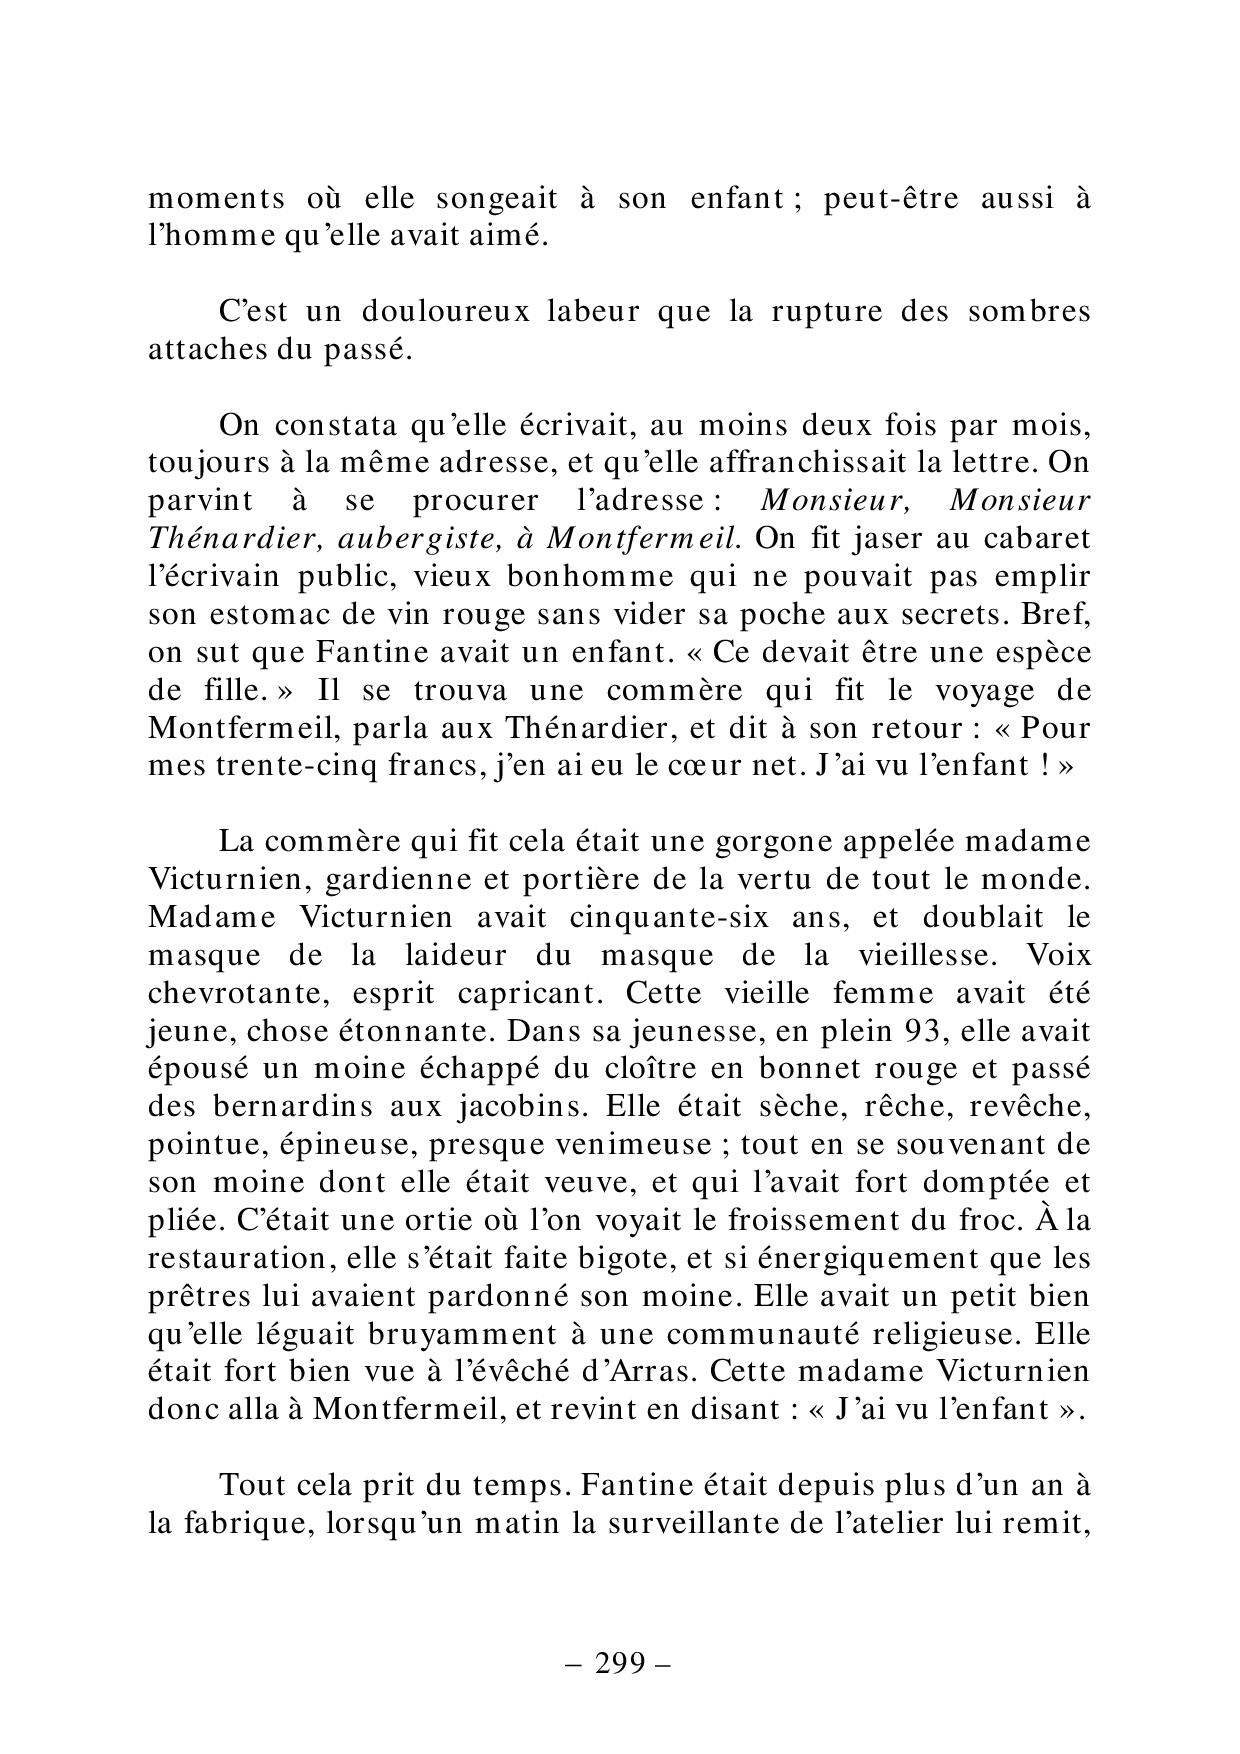 moments où elle songeait à son enfant ; peut-être aussi à
l’homme qu’elle avait aimé.
C’est un douloureux labeur que la rupture des sombres
attaches du passé.
On constata qu’elle écrivait, au moins deux fois par mois,
toujours à la même adresse, et qu’elle affranchissait la lettre. On
parvint à se procurer l’adresse : Monsieur, Monsieur
Thénardier, aubergiste, à Montfermeil. On fit jaser au cabaret
l’écrivain public, vieux bonhomme qui ne pouvait pas emplir
son estomac de vin rouge sans vider sa poche aux secrets. Bref,
on sut que Fantine avait un enfant. « Ce devait être une espèce
de fille. » Il se trouva une commère qui fit le voyage de
Montfermeil, parla aux Thénardier, et dit à son retour : « Pour
mes trente-cinq francs, j’en ai eu le cœur net. J’ai vu l’enfant ! »
La commère qui fit cela était une gorgone appelée madame
Victurnien, gardienne et portière de la vertu de tout le monde.
Madame Victurnien avait cinquante-six ans, et doublait le
masque de la laideur du masque de la vieillesse. Voix
chevrotante, esprit capricant. Cette vieille femme avait été
jeune, chose étonnante. Dans sa jeunesse, en plein 93, elle avait
épousé un moine échappé du cloître en bonnet rouge et passé
des bernardins aux jacobins. Elle était sèche, rêche, revêche,
pointue, épineuse, presque venimeuse ; tout en se souvenant de
son moine dont elle était veuve, et qui l’avait fort domptée et
pliée. C’était une ortie où l’on voyait le froissement du froc. À la
restauration, elle s’était faite bigote, et si énergiquement que les
prêtres lui avaient pardonné son moine. Elle avait un petit bien
qu’elle léguait bruyamment à une communauté religieuse. Elle
était fort bien vue à l’évêché d’Arras. Cette madame Victurnien
donc alla à Montfermeil, et revint en disant : « J’ai vu l’enfant ».
Tout cela prit du temps. Fantine était depuis plus d’un an à
la fabrique, lorsqu’un matin la surveillante de l’atelier lui remit,
– 299 –